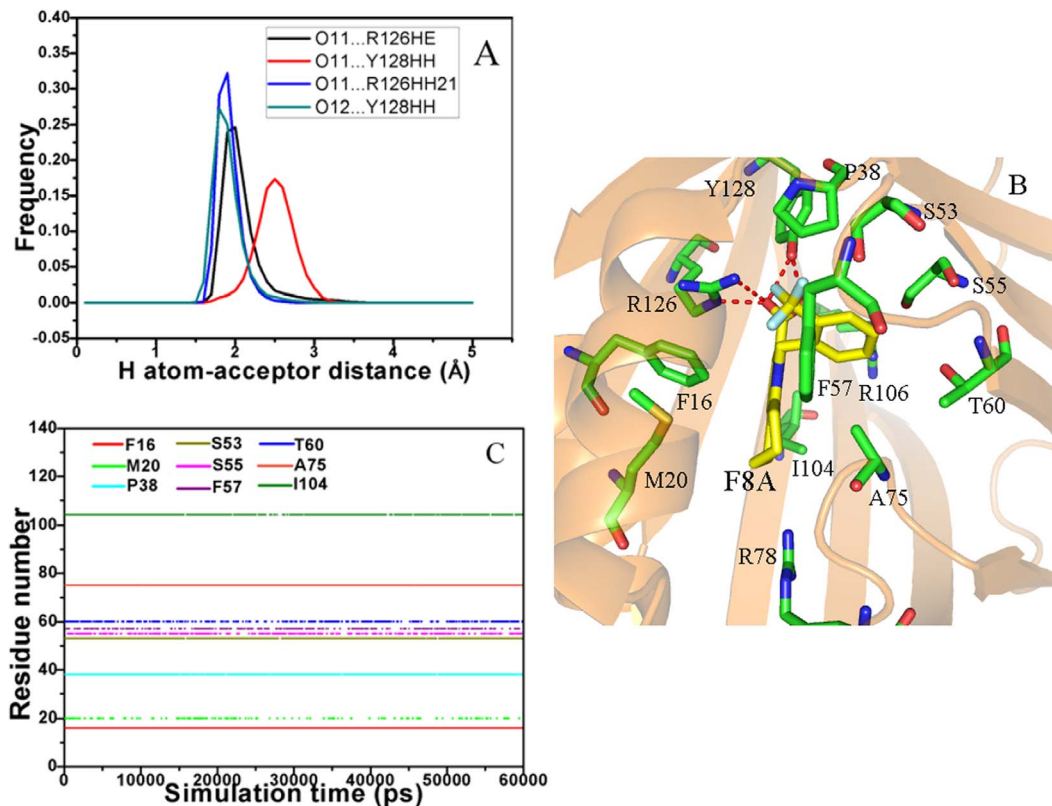 A
O11...R126HE
O11...Y128HH
O11...R126HH21
O12...Y128HH
Frequency
0.40
0.35
0.30
0.25
0.20
0.15
0.10
0.05
0.00
-0.05
0 1 2 3 4 5
H atom-acceptor distance (Å)
B
P38
Y128
S53
S55
R126
F16
F57
R106
T60
M20
F8A
I104
A75
R78
C
F16 S53 T60
M20 S55 A75
P38 F57 I104
Residue number
140
120
100
80
60
40
20
0
0 10000 20000 30000 40000 50000 60000
Simulation time (ps)